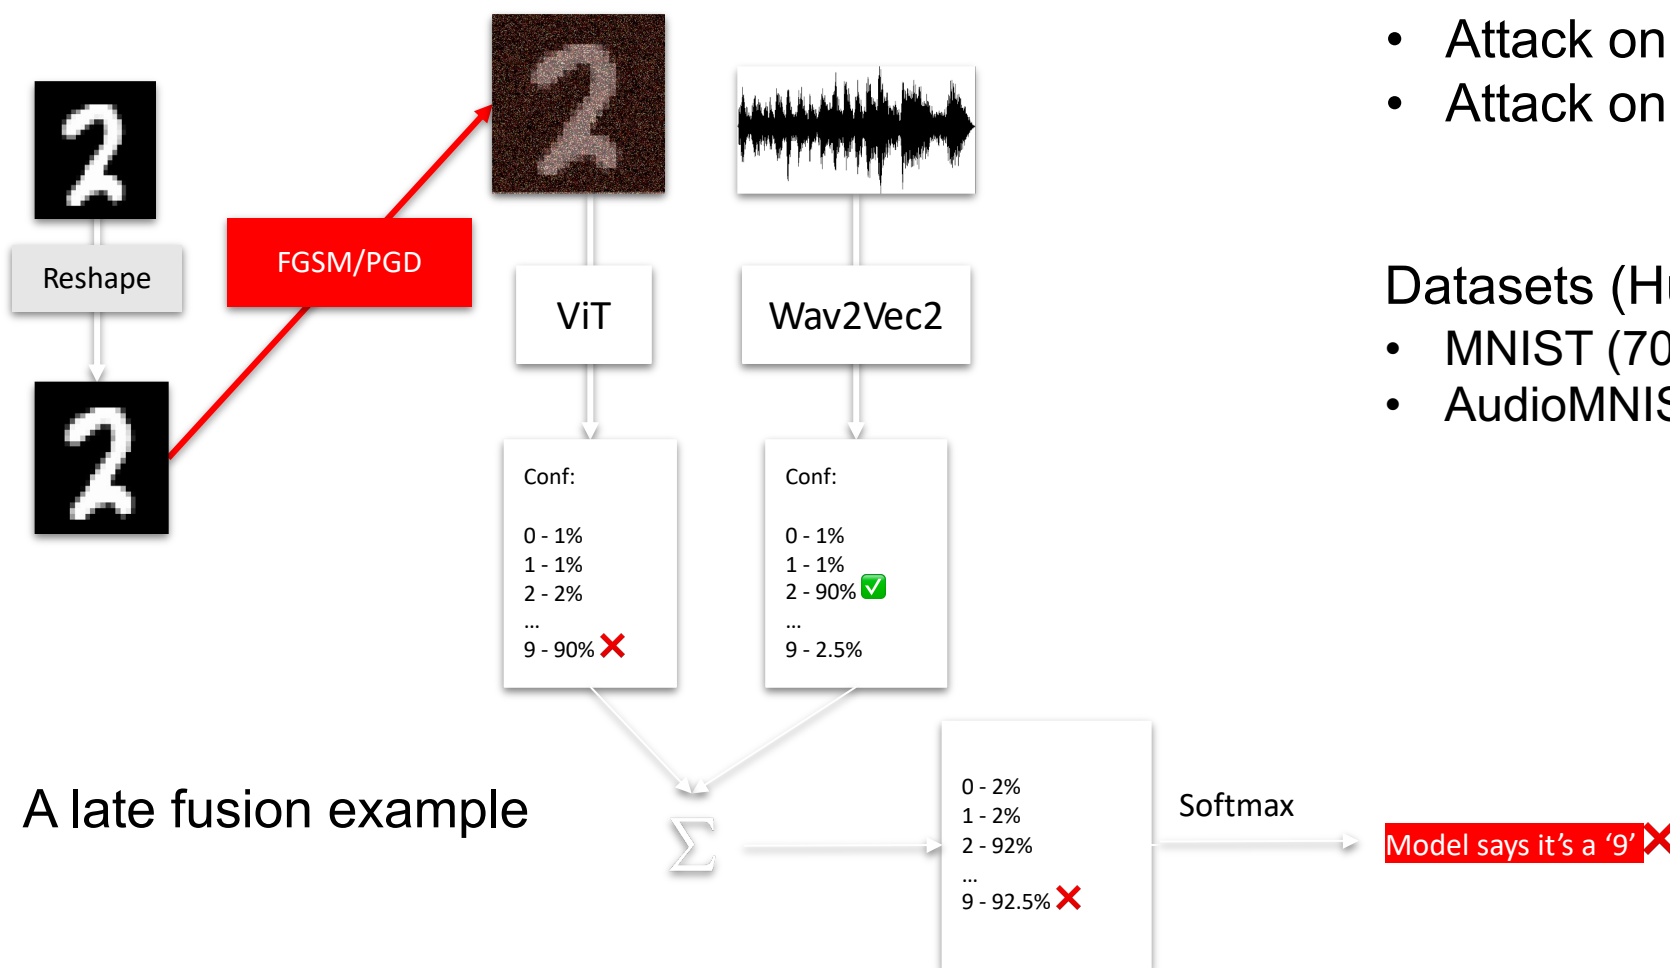 • Attack on
• Attack on
Reshape
FGSM/PGD
ViT
Wav2Vec2
Datasets (
• MNIST (70
•
Conf:
0 - 1%
1 - 1%
2 - 2%
...
9 - 90% ❌
Conf:
0 - 1%
1 - 1%
2 - 90% ✅
...
9 - 2.5%
A late fusion example
Σ
0 - 2%
1 - 2%
2 - 92%
...
9 - 92.5% ❌
Softmax
Model says it’s a ‘9’ ❌